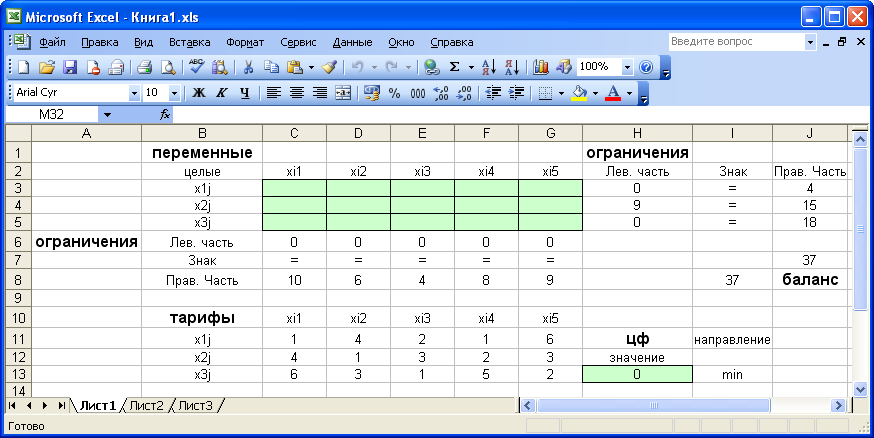 Microsoft Excel - Книга1.xls
Файл Правка Вид Вставка Формат Сервис Данные Окно Справка Введите вопрос
100%
Arial Cyr 10 Ж К Ч % 000
M32 fx
A B C D E F G H I J
1 переменные ограничения
2 целые xi1 xi2 xi3 xi4 xi5 Лев. часть Знак Прав. Часть
3 x1j 0 = 4
4 x2j 9 = 15
5 x3j 0 = 18
6 ограничения Лев. часть 0 0 0 0 0
7 Знак = = = = = 37
8 Прав. Часть 10 6 4 8 9 37 баланс
9
10 тарифы xi1 xi2 xi3 xi4 xi5
11 x1j 1 4 2 1 6 цф направление
12 x2j 4 1 3 2 3 значение
13 x3j 6 3 1 5 2 0 min
14
Лист1 Лист2 Лист3
Готово